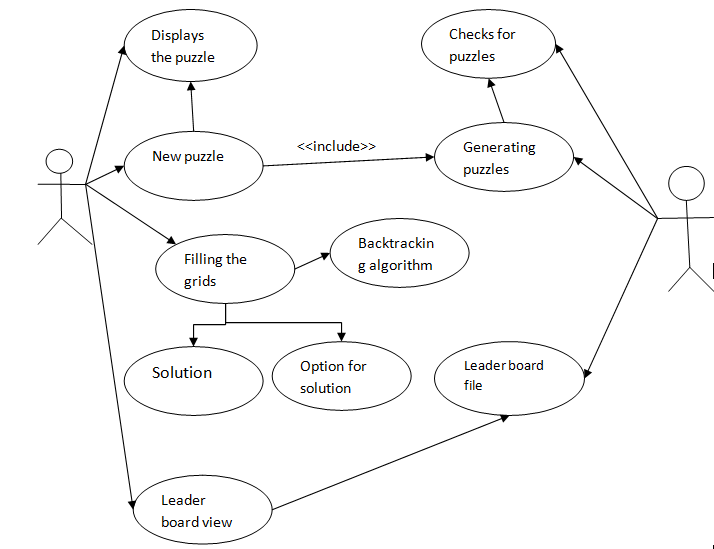 Displays
the puzzle
Checks for
puzzles
New puzzle
<<include>>
Generating
puzzles
Filling the
grids
Backtrackin
g algorithm
Solution
Option for
solution
Leader board
file
Leader
board view